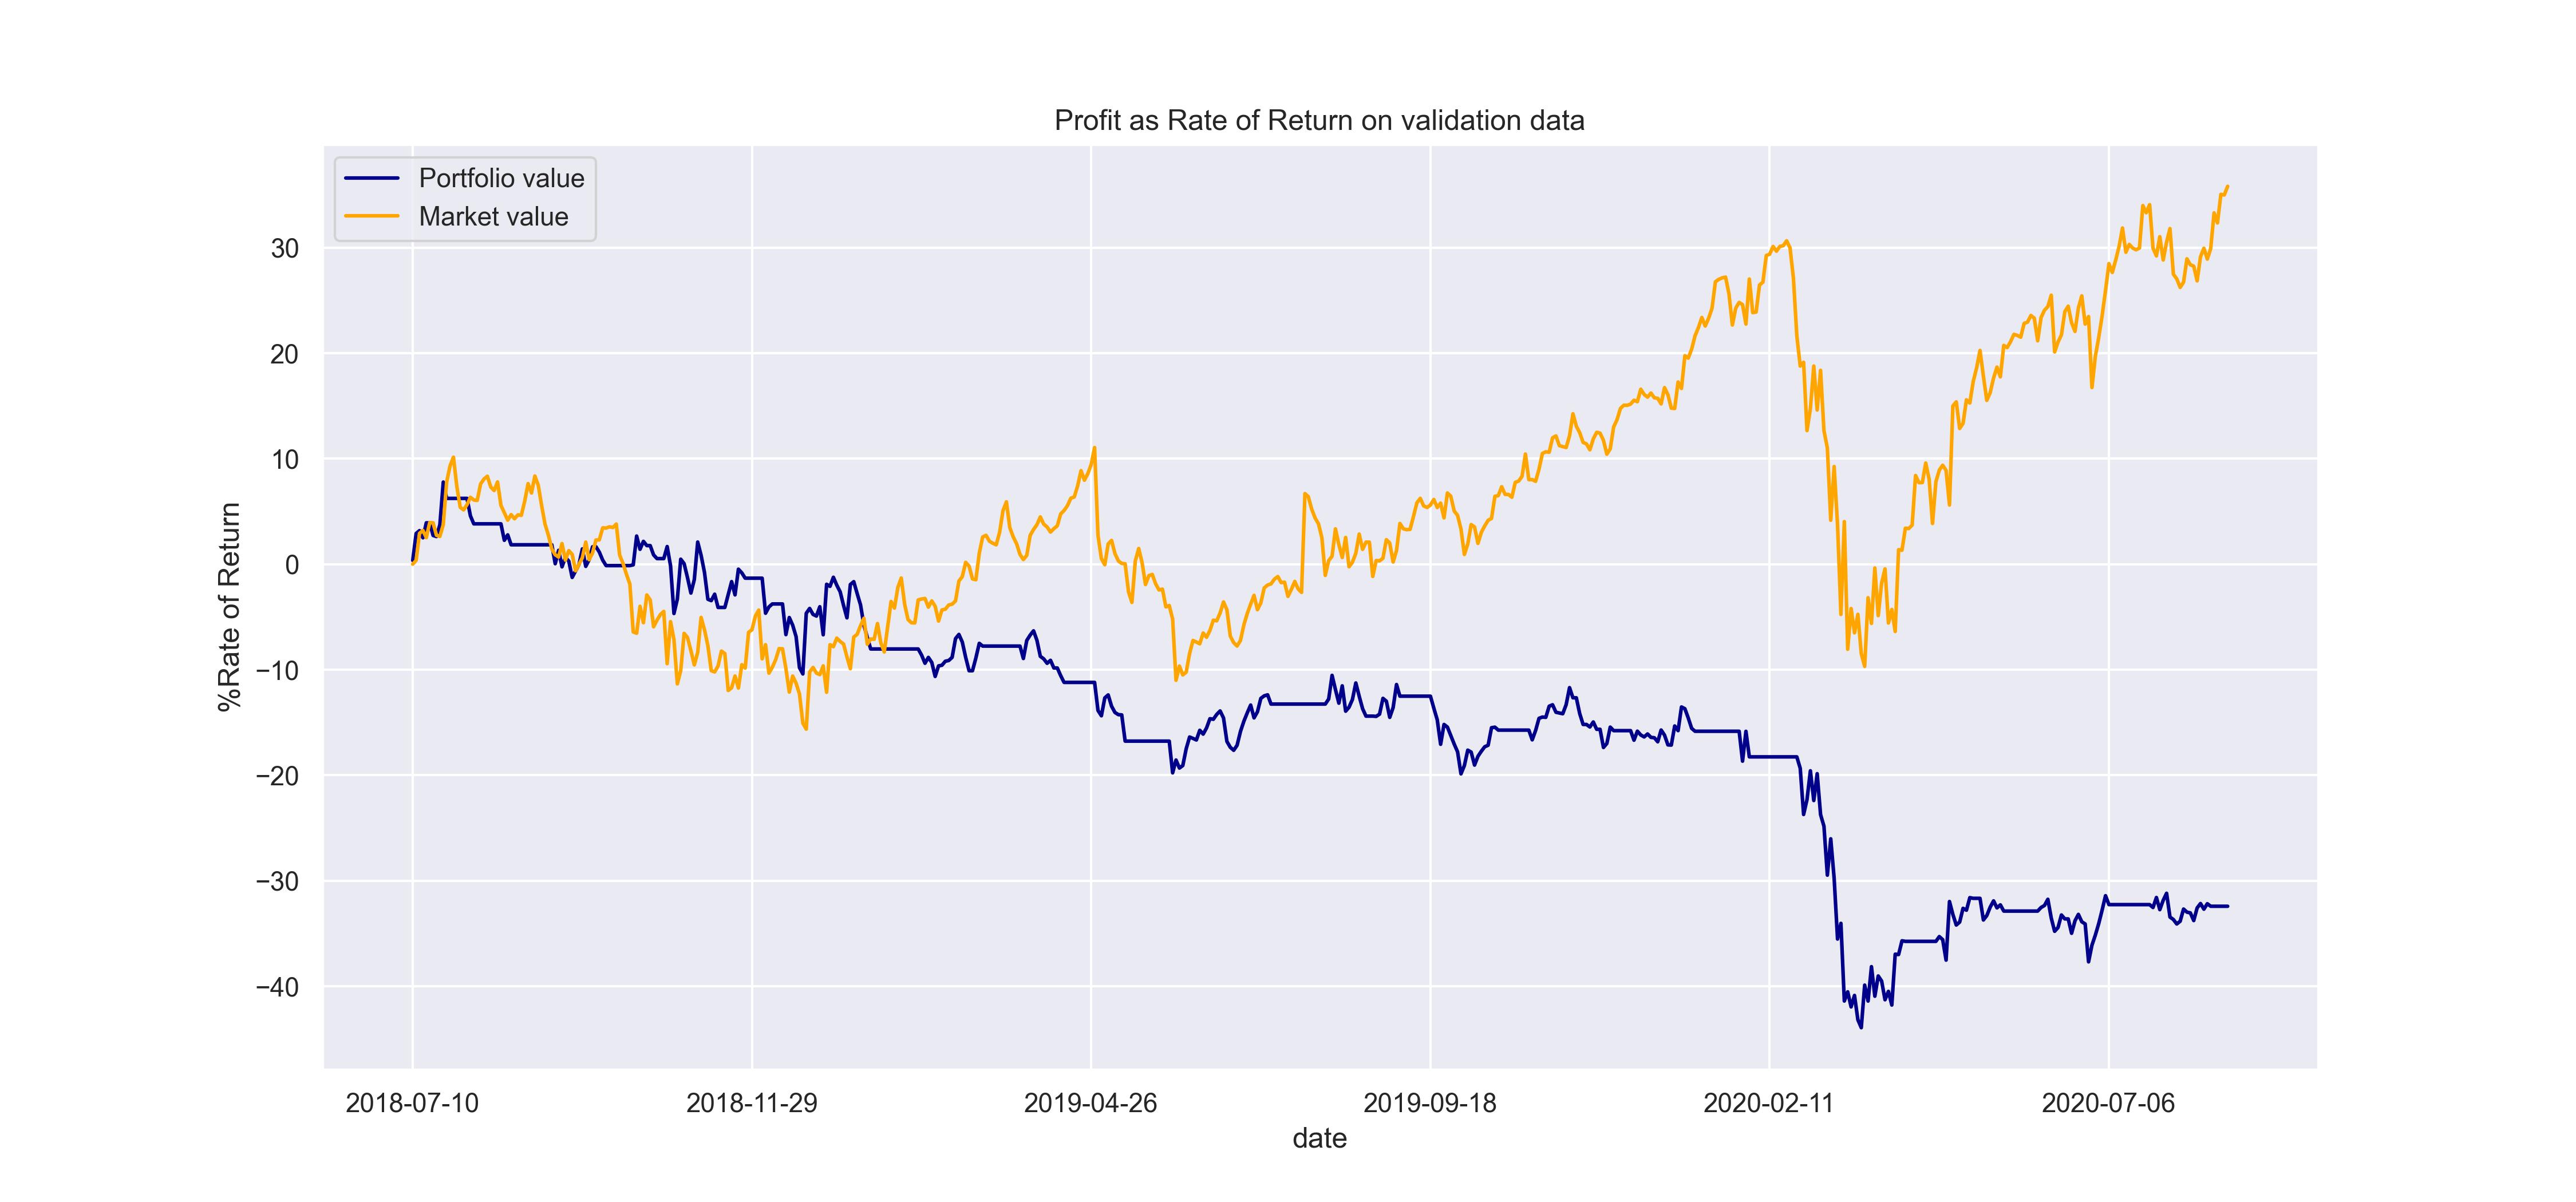 Profit as Rate of Return on validation data
Portfolio value
Market value
%Rate of Return
30
20
10
0
−10
−20
−30
−40
2018-07-10
2018-11-29
2019-04-26
2019-09-18
2020-02-11
2020-07-06
date